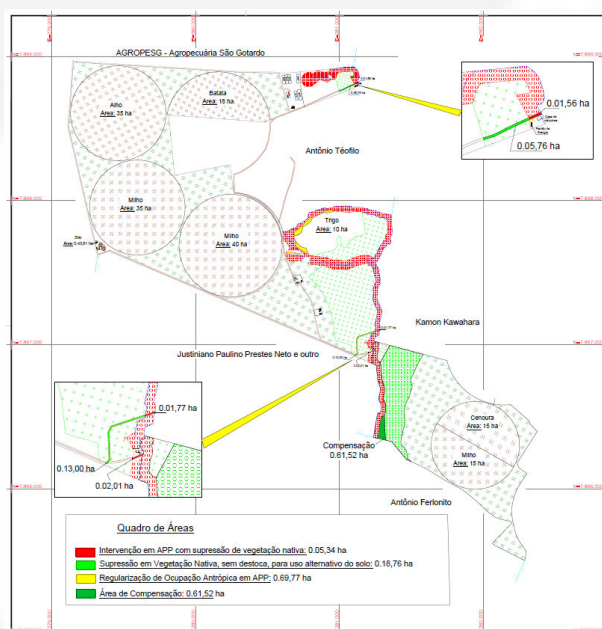 AGROPESG - Agropecuária São Gotardo
Alho
Área: 35 ha
Batata
Área: 15 ha
0.01,56 ha
0.05,76 ha
Antônio Téofilo
Milho
Área: 35 ha
Milho
Área: 40 ha
Trigo
Área: 10 ha
Kamon Kawahara
Justiniano Paulino Prestes Neto e outro
0.01,77 ha
0.13,00 ha
0.02,01 ha
Cenoura
Área: 15 ha
Milho
Área: 15 ha
Compensação
0.61,52 ha
Antônio Ferlonito
Quadro de Áreas
Intervenção em APP com supressão de vegetação nativa: 0.05,34 ha
Supressão em Vegetação Nativa, sem destoca, para uso alternativo do solo: 0.18,76 ha
Regularização de Ocupação Antrópica em APP: 0.69,77 ha
Área de Compensação: 0.61,52 ha